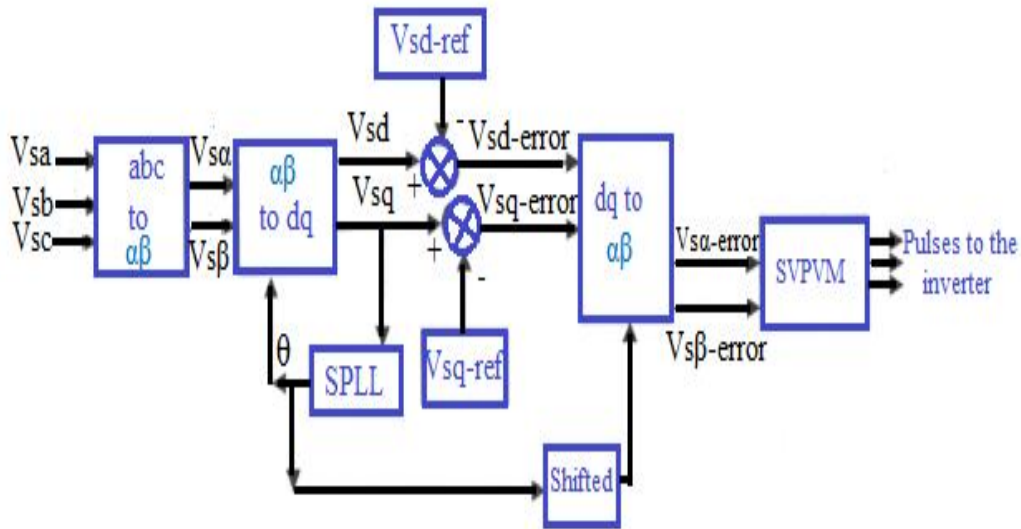 Vsd-ref
Vsa
Vsb
Vsc
abc
to
αβ
Vsα
Vsβ
αβ
to dq
Vsd
Vsq
+
-
Vsd-error
+
-
Vsq-error
Vsq-ref
θ
SPLL
Shifted
dq to
αβ
Vsα-error
Vsβ-error
SVPVM
Pulses to the
inverter